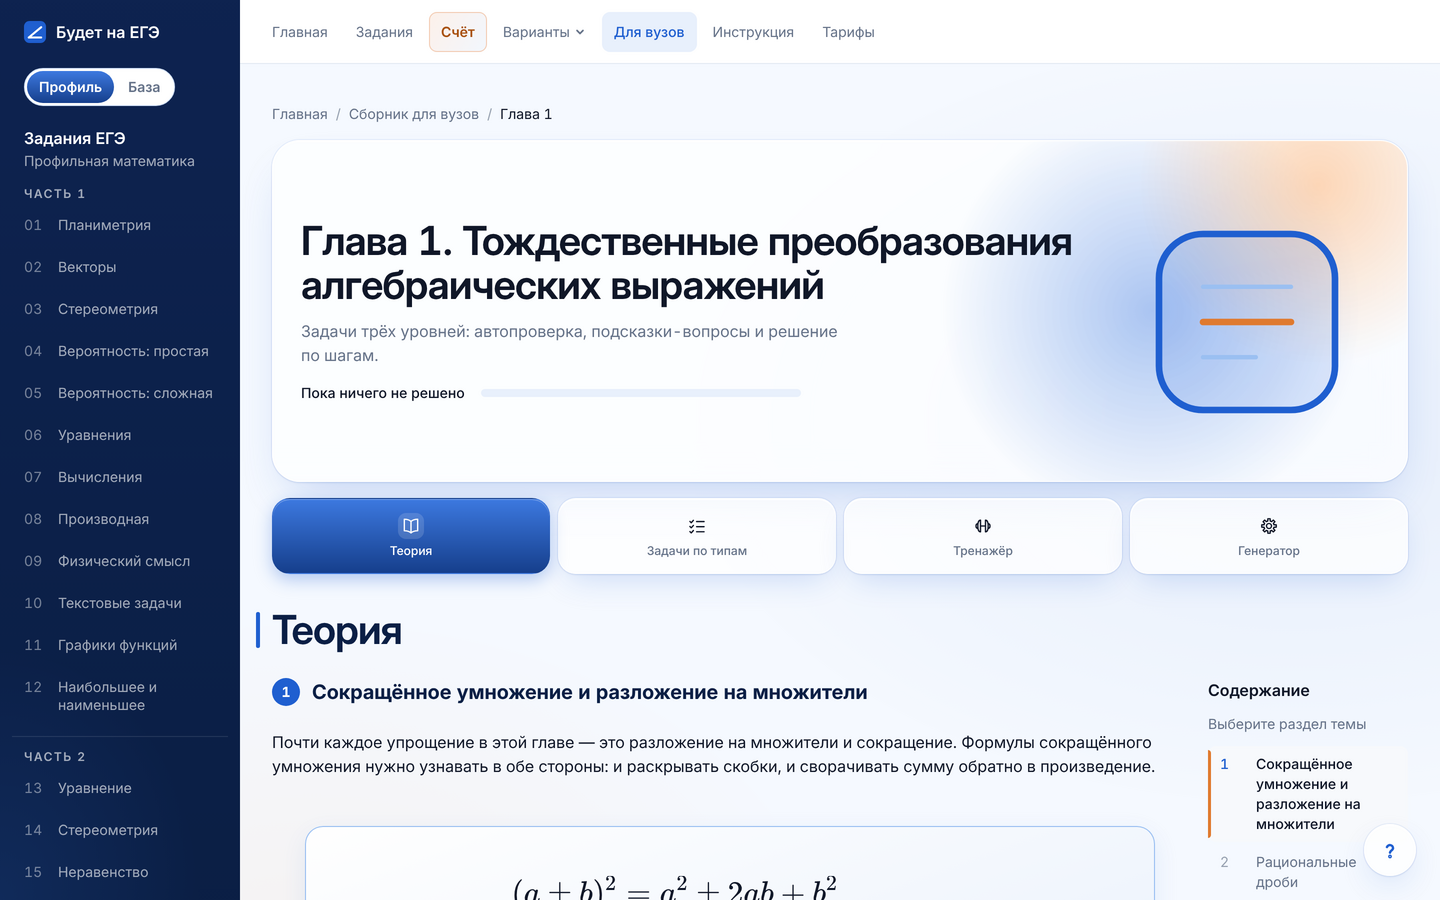 Будет на ЕГЭ
Профиль
База
Задания ЕГЭ
Профильная математика
ЧАСТЬ 1
01 Планиметрия
02 Векторы
03 Стереометрия
04 Вероятность: простая
05 Вероятность: сложная
06 Уравнения
07 Вычисления
08 Производная
09 Физический смысл
10 Текстовые задачи
11 Графики функций
12 Наибольшее и
наименьшее
ЧАСТЬ 2
13 Уравнение
14 Стереометрия
15 Неравенство
Главная Задания Счёт Варианты Для вузов Инструкция Тарифы
Главная / Сборник для вузов / Глава 1
Глава 1. Тождественные преобразования
алгебраических выражений
Задачи трёх уровней: автопроверка, подсказки-вопросы и решение
по шагам.
Пока ничего не решено
Теория
Задачи по типам
Тренажёр
Генератор
Теория
1 Сокращённое умножение и разложение на множители
Почти каждое упрощение в этой главе — это разложение на множители и сокращение. Формулы сокращённого
умножения нужно узнавать в обе стороны: и раскрывать скобки, и сворачивать сумму обратно в произведение.
Содержание
Выберите раздел темы
1 Сокращённое
умножение и
разложение на
множители
2 Рациональные
дроби
?